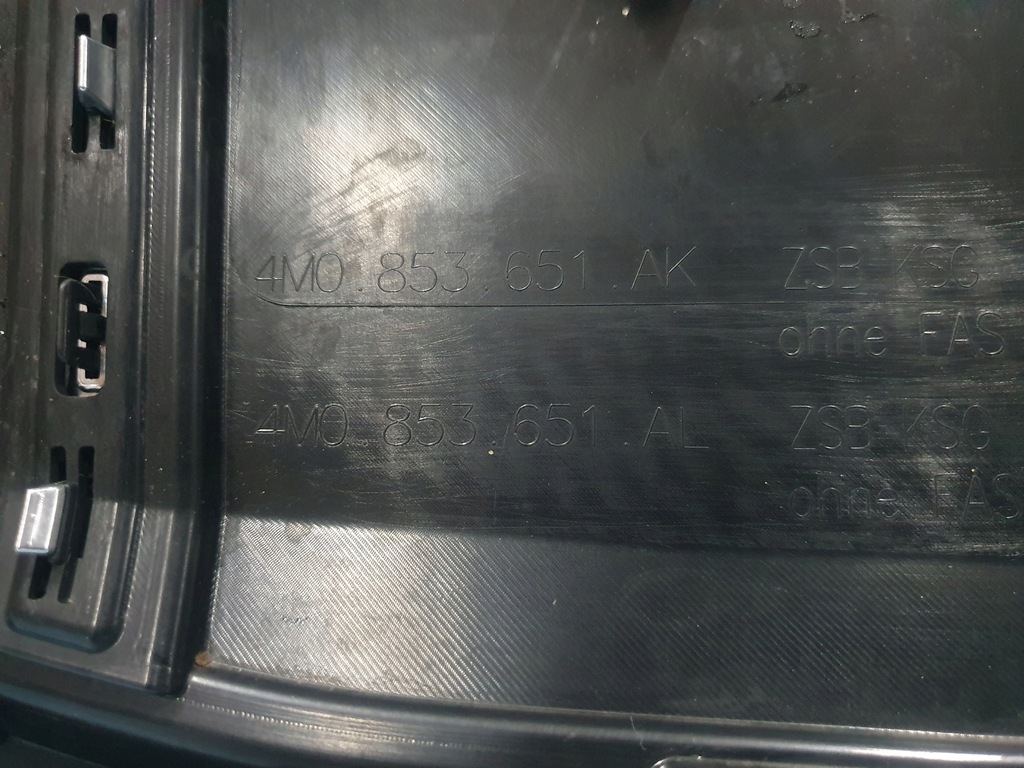 4M0.853.651.AK ZSB KSG
ohne FAS
4M0.853.651.AL ZSB KSG
ohne FAS